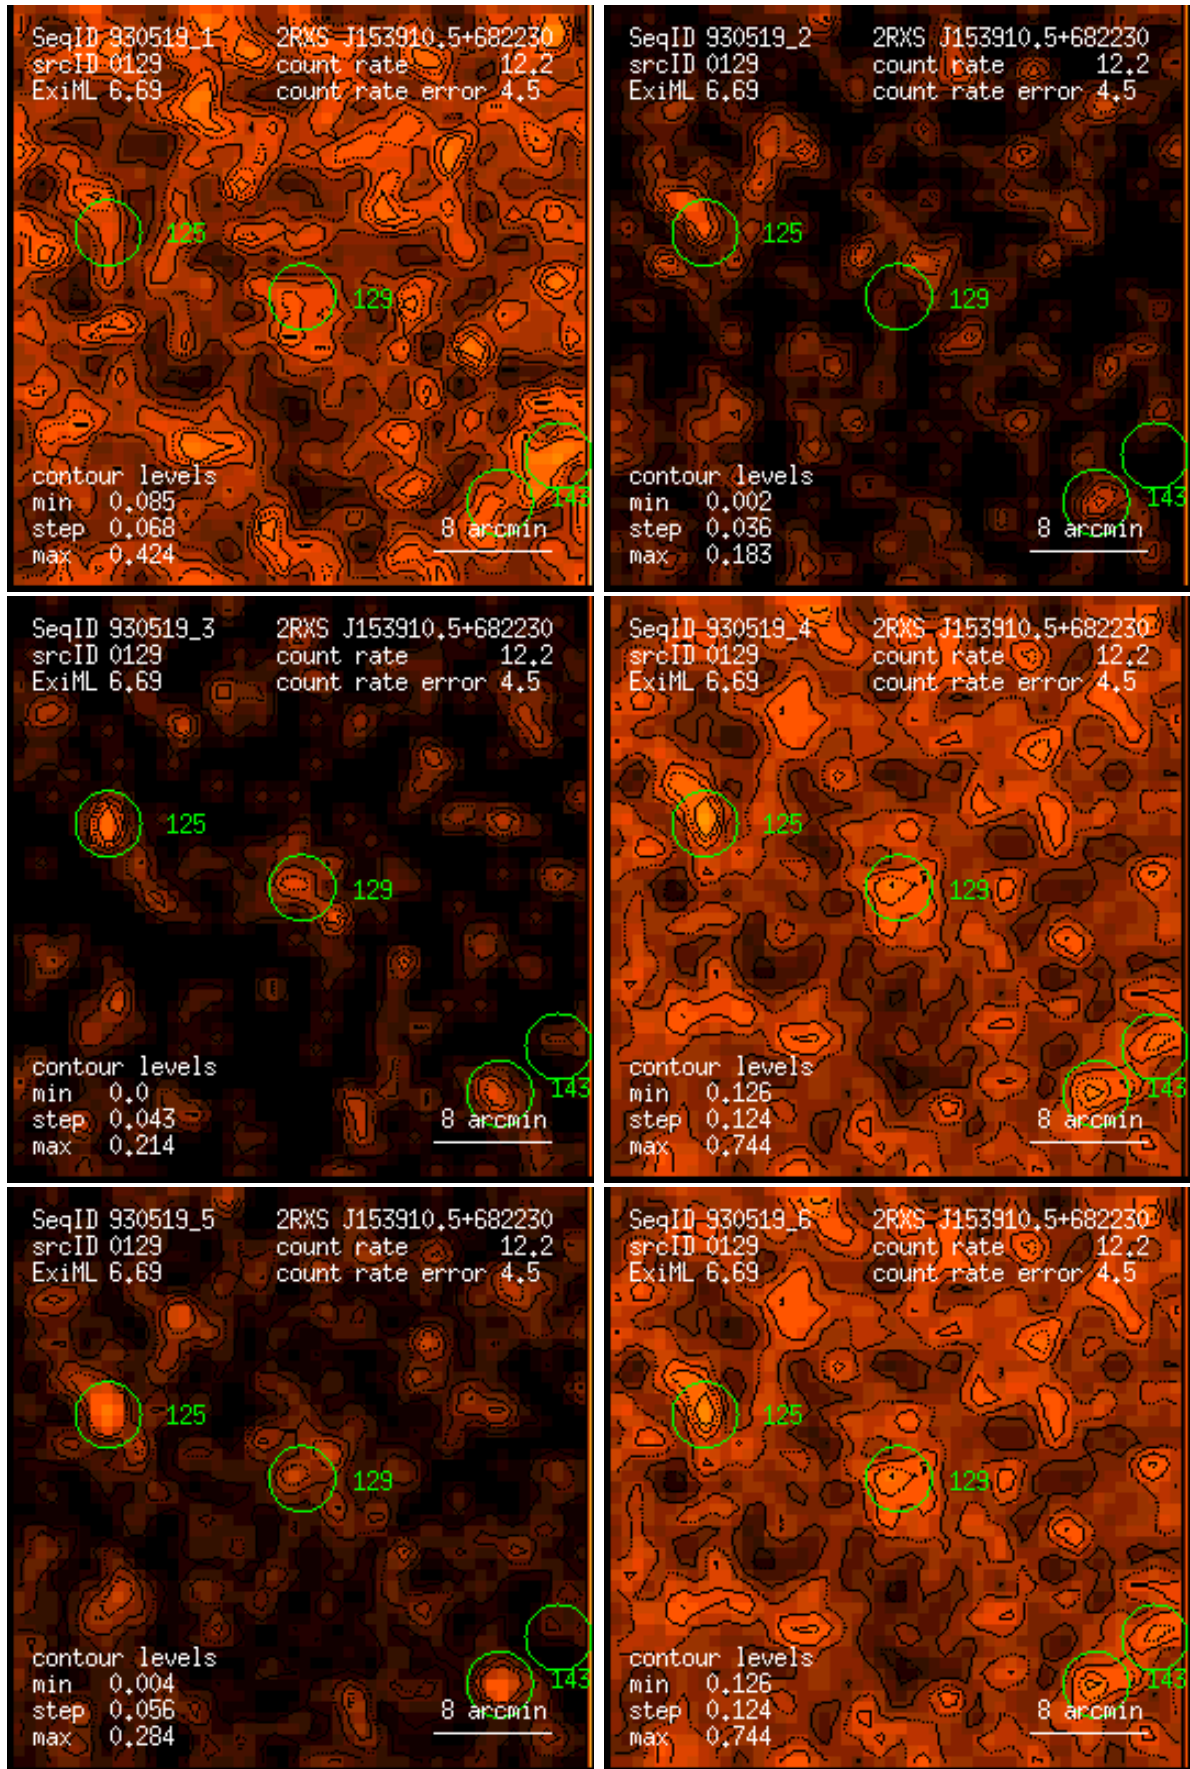 SeqID 930519_1 2RXS J153910.5+682230
srcID 0129 count rate 12.2
ExiML 6.69 count rate error 4.5
125
129
contour levels
min 0.085
143
step 0.068 8 arcmin
max 0.424
SeqID 930519_2 2RXS J153910.5+682230
srcID 0129 count rate 12.2
ExiML 6.69 count rate error 4.5
125
129
contour levels
min 0.002
143
step 0.036 8 arcmin
max 0.183
SeqID 930519_3 2RXS J153910.5+682230
srcID 0129 count rate 12.2
ExiML 6.69 count rate error 4.5
125
129
contour levels
min 0.0
143
step 0.043 8 arcmin
max 0.214
SeqID 930519_4 2RXS J153910.5+682230
srcID 0129 count rate 12.2
ExiML 6.69 count rate error 4.5
125
129
contour levels
min 0.126
143
step 0.124 8 arcmin
max 0.744
SeqID 930519_5 2RXS J153910.5+682230
srcID 0129 count rate 12.2
ExiML 6.69 count rate error 4.5
125
129
contour levels
min 0.004
143
step 0.056 8 arcmin
max 0.284
SeqID 930519_6 2RXS J153910.5+682230
srcID 0129 count rate 12.2
ExiML 6.69 count rate error 4.5
125
129
contour levels
min 0.126
143
step 0.124 8 arcmin
max 0.744